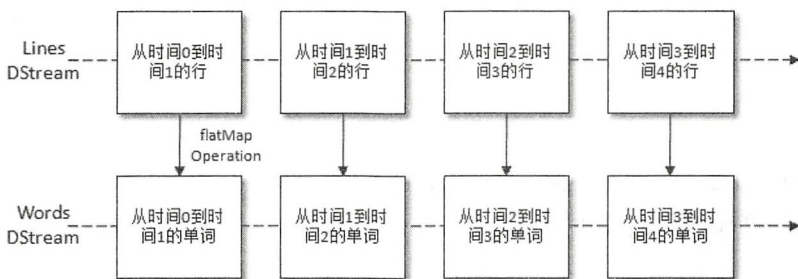 Lines
DStream
从时间0到时
间1的行
从时间1到时
间2的行
从时间2到时
间3的行
从时间3到时
间4的行
flatMap
Operation
Words
DStream
从时间0到时
间1的单词
从时间1到时
间2的单词
从时间2到时
间3的单词
从时间3到时
间4的单词